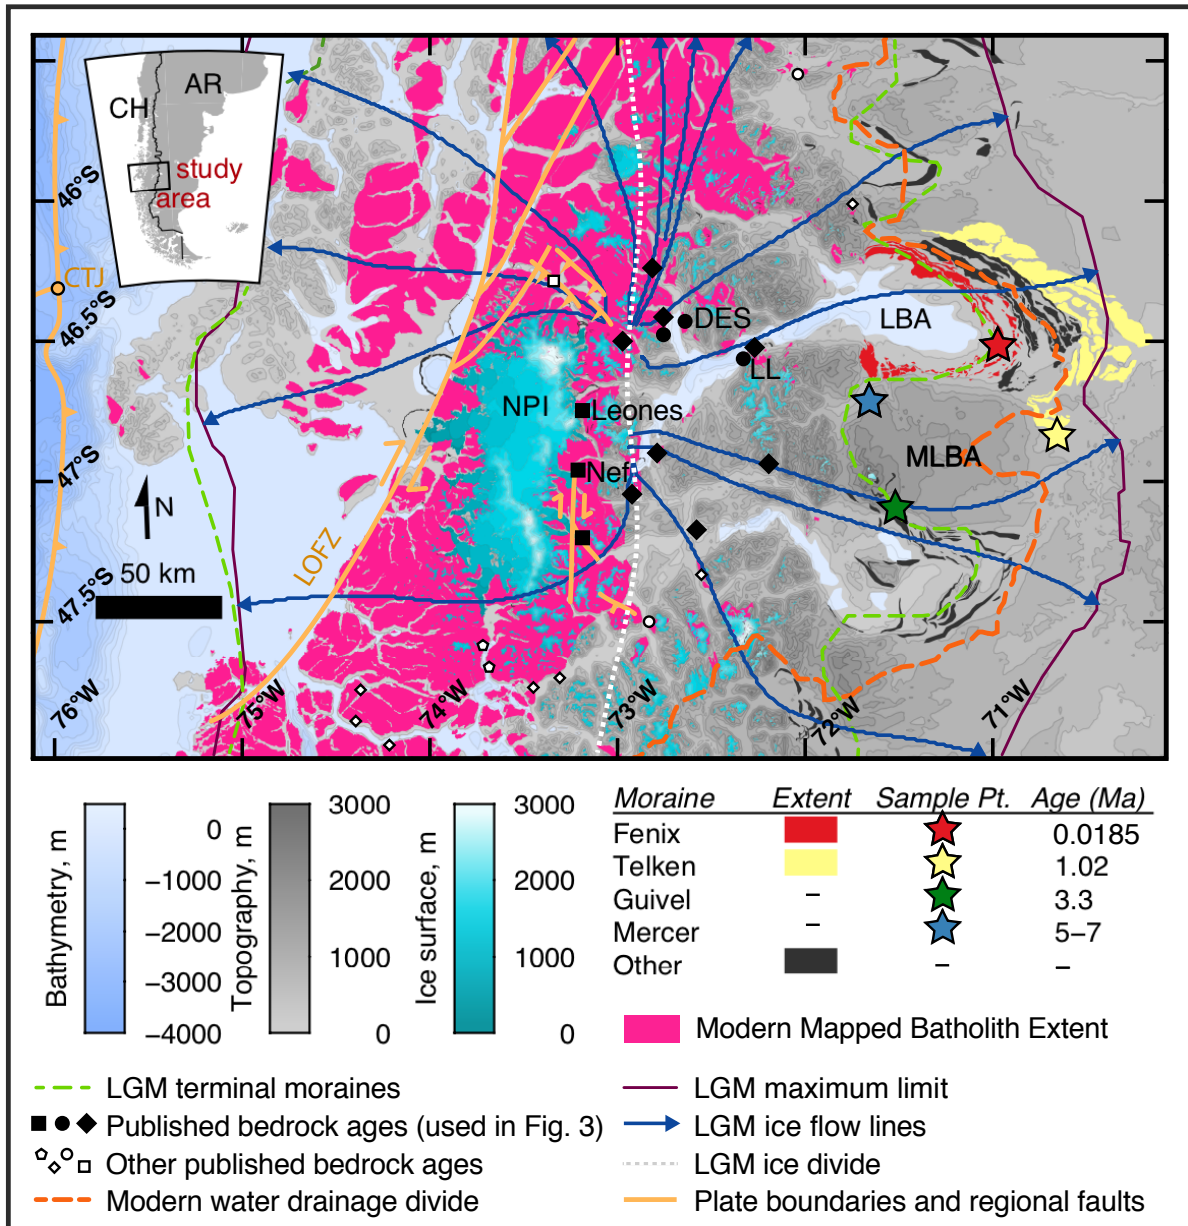 AR
CH
study
area
46°S
CTJ
46.5°S
LBA
DES
LL
NPI
Leones
MLBA
Nef
47°S
N
LOFZ
50 km
47.5°S
76°W
75°W
74°W
73°W
72°W
71°W
Bathymetry, m
0
−1000
−2000
−3000
−4000
Topography, m
3000
2000
1000
0
Ice surface, m
3000
2000
1000
0
Moraine Extent Sample Pt. Age (Ma)
Fenix 0.0185
Telken 1.02
Guivel – 3.3
Mercer – 5–7
Other – –
Modern Mapped Batholith Extent
LGM terminal moraines
Published bedrock ages (used in Fig. 3)
Other published bedrock ages
Modern water drainage divide
LGM maximum limit
LGM ice flow lines
LGM ice divide
Plate boundaries and regional faults